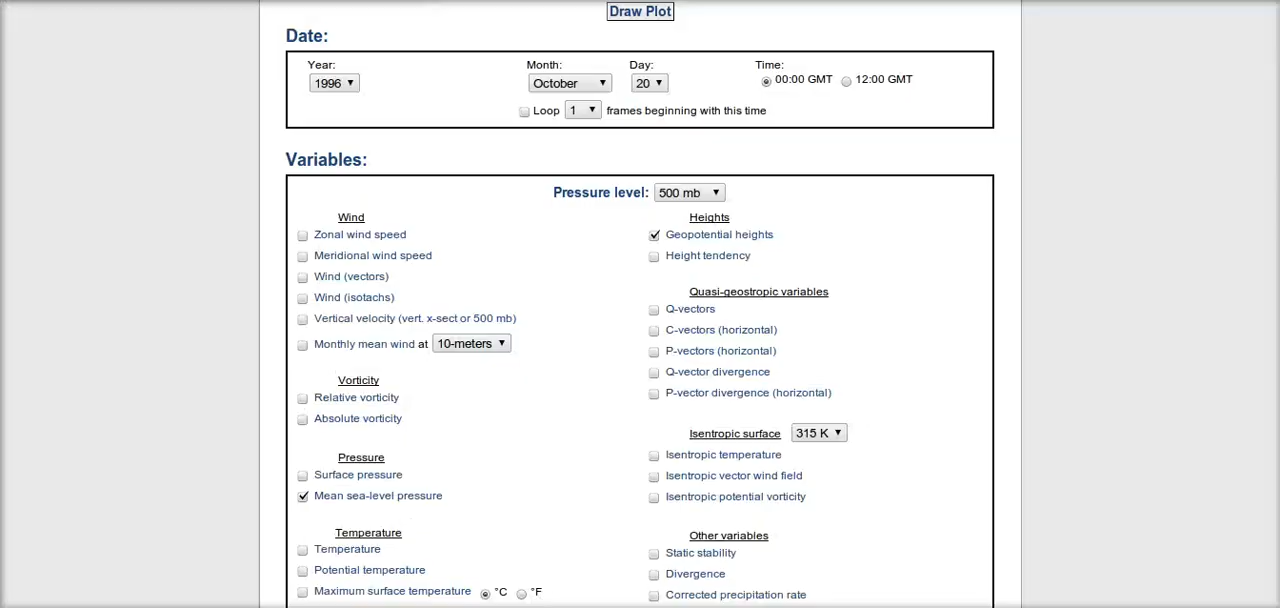 Draw Plot
Date:
Year: Month: Day: Time:
1996 October 20 00:00 GMT 12:00 GMT
Loop 1 frames beginning with this time
Variables:
Pressure level: 500 mb
Wind
Zonal wind speed
Meridional wind speed
Wind (vectors)
Wind (isotachs)
Vertical velocity (vert. x-sect or 500 mb)
Monthly mean wind at 10-meters
Vorticity
Relative vorticity
Absolute vorticity
Pressure
Surface pressure
Mean sea-level pressure
Temperature
Temperature
Potential temperature
Maximum surface temperature °C °F
Heights
Geopotential heights
Height tendency
Quasi-geostropic variables
Q-vectors
C-vectors (horizontal)
P-vectors (horizontal)
Q-vector divergence
P-vector divergence (horizontal)
Isentropic surface 315 K
Isentropic temperature
Isentropic vector wind field
Isentropic potential vorticity
Other variables
Static stability
Divergence
Corrected precipitation rate